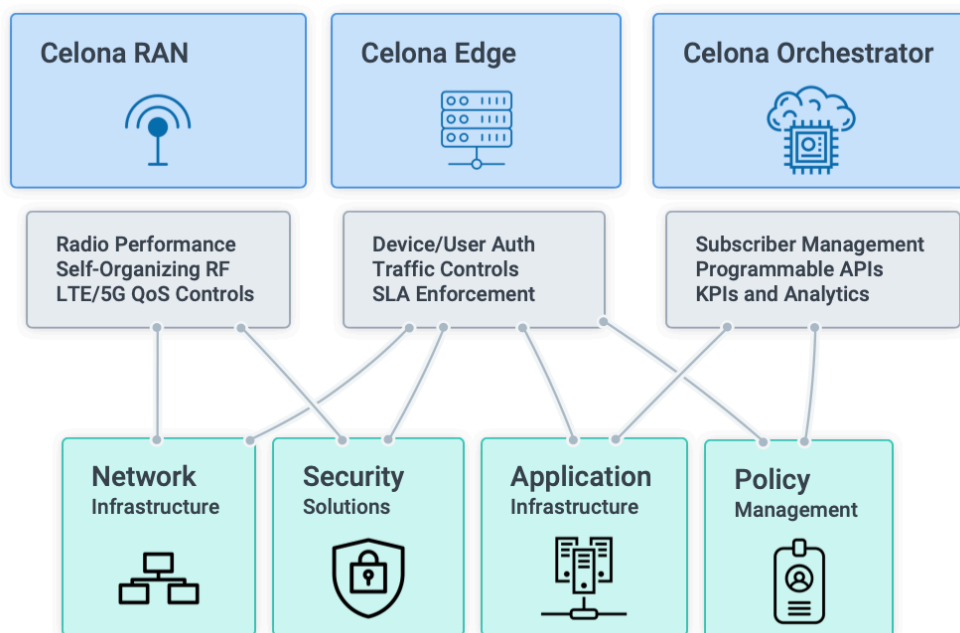 Celona RAN
Celona Edge
Celona Orchestrator
Radio Performance
Self-Organizing RF
LTE/5G QoS Controls
Device/User Auth
Traffic Controls
SLA Enforcement
Subscriber Management
Programmable APIs
KPIs and Analytics
Network
Infrastructure
Security
Solutions
Application
Infrastructure
Policy
Management